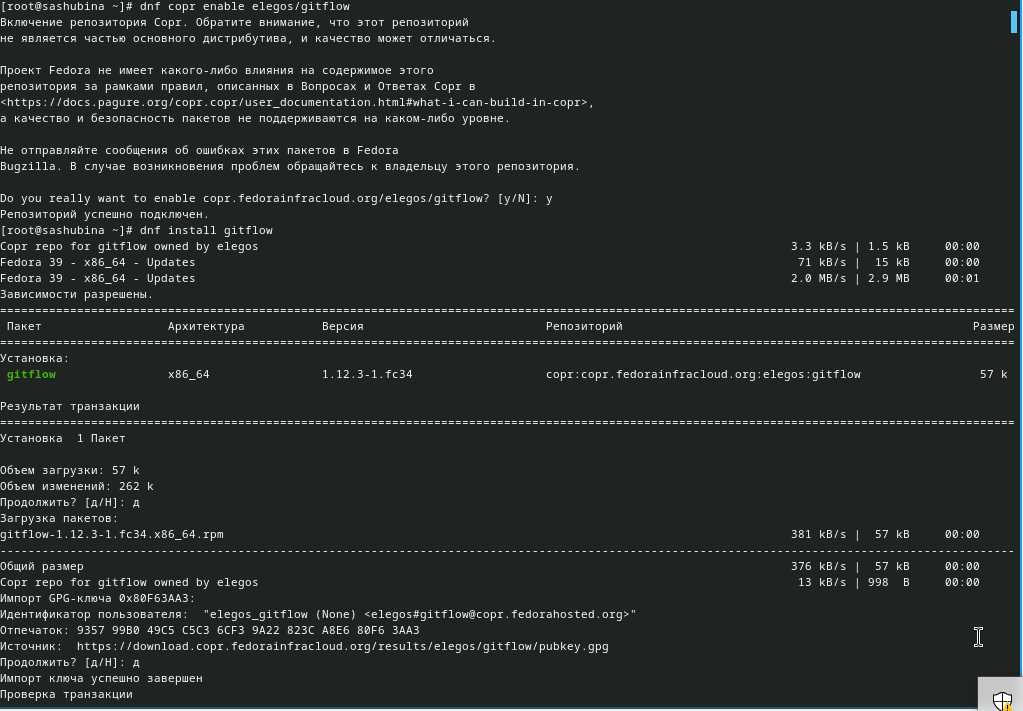 [root@sashubina ~]# dnf copr enable elegos/gitflow
Включение репозитория Copr. Обратите внимание, что этот репозиторий
не является частью основного дистрибутива, и качество может отличаться.
Проект Fedora не имеет какого-либо влияния на содержимое этого
репозитория за рамками правил, описанных в Вопросах и Ответах Copr в
<https://docs.pagure.org/copr.copr/user_documentation.html#what-i-can-build-in-copr>,
а качество и безопасность пакетов не поддерживаются на каком-либо уровне.
Не отправляйте сообщения об ошибках этих пакетов в Fedora
Bugzilla. В случае возникновения проблем обращайтесь к владельцу этого репозитория.
Do you really want to enable copr.fedorainfracloud.org/elegos/gitflow? [y/N]: y
Репозиторий успешно подключен.
[root@sashubina ~]# dnf install gitflow
Copr repo for gitflow owned by elegos 3.3 kB/s | 1.5 kB 00:00
Fedora 39 - x86_64 - Updates 71 kB/s | 15 kB 00:00
Fedora 39 - x86_64 - Updates 2.0 MB/s | 2.9 MB 00:01
Зависимости разрешены.
================================================================================
Пакет Архитектура Версия Репозиторий Размер
================================================================================
Установка:
gitflow x86_64 1.12.3-1.fc34 copr:copr.fedorainfracloud.org:elegos:gitflow 57 k
Результат транзакции
================================================================================
Установка 1 Пакет
Объем загрузки: 57 k
Объем изменений: 262 k
Продолжить? [д/Н]: д
Загрузка пакетов:
gitflow-1.12.3-1.fc34.x86_64.rpm 381 kB/s | 57 kB 00:00
--------------------------------------------------------------------------------
Общий размер 376 kB/s | 57 kB 00:00
Copr repo for gitflow owned by elegos 13 kB/s | 998 B 00:00
Импорт GPG-ключа 0x80F63AA3:
Идентификатор пользователя: "elegos_gitflow (None) <elegos#gitflow@copr.fedorahosted.org>"
Отпечаток: 9357 99B0 49C5 C5C3 6CF3 9A22 823C A8E6 80F6 3AA3
Источник: https://download.copr.fedorainfracloud.org/results/elegos/gitflow/pubkey.gpg
Продолжить? [д/Н]: д
Импорт ключа успешно завершен
Проверка транзакции